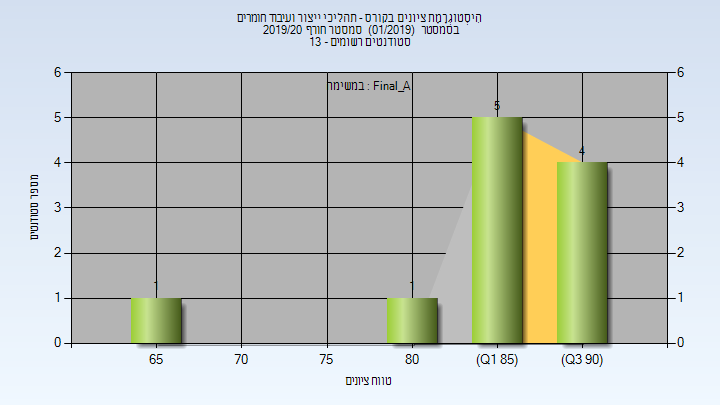 הִיסטוֹגרָמַת ציונים בקורס - תהליכי ייצור ועיבוד חומרים
בסמסטר (01/2019) סמסטר חורף 2019/20
סטודנטים רשומים - 13
במשימה : Final_A
מספר סטודנטים
6 6
5 5
4 4
3 3
2 2
1 1
0 0
1 1 5 4
65 70 75 80 (Q1 85) (Q3 90)
טווח ציונים